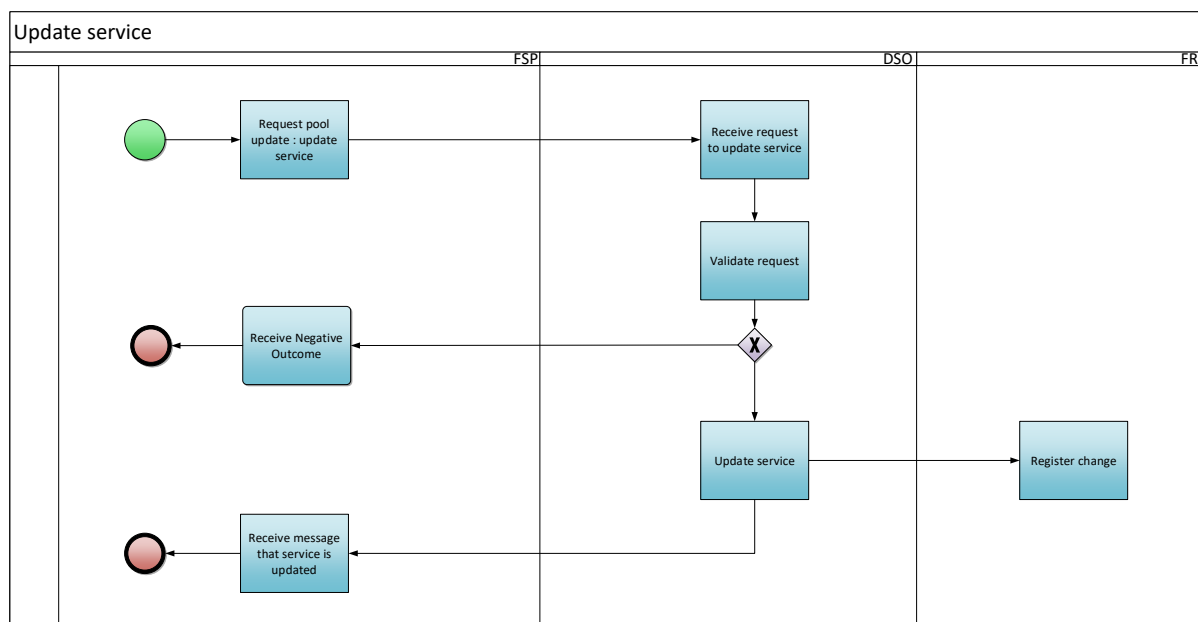 Update service
FSP
DSO
FR
Request pool
update : update
service
Receive request
to update service
Validate request
Receive Negative
Outcome
X
Update service
Register change
Receive message
that service is
updated